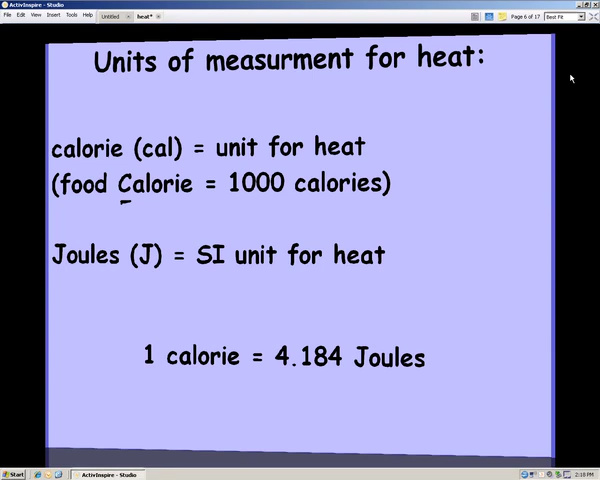 ActivInspire - Studio
File Edit View Insert Tools Help Untitled heat* Page 6 of 17 Best Fit
Units of measurment for heat:
calorie (cal) = unit for heat
(food Calorie = 1000 calories)
Joules (J) = SI unit for heat
1 calorie = 4.184 Joules
Start ActivInspire - Studio 2:18 PM